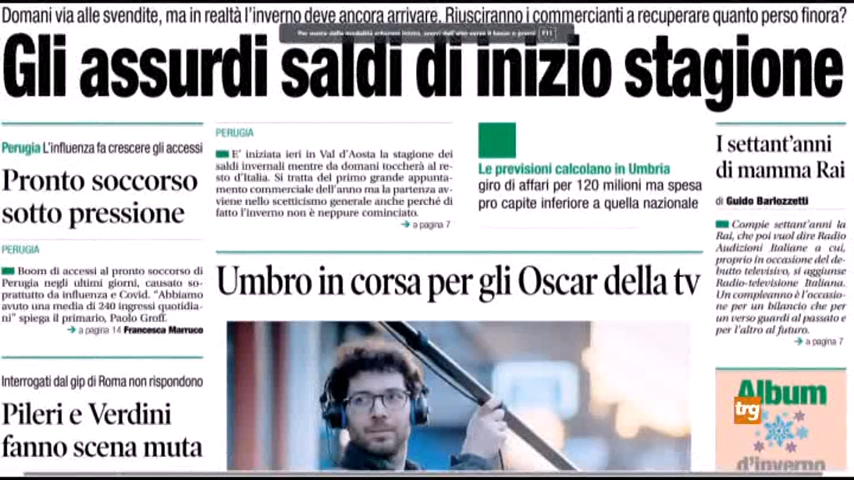 Domani via alle svendite, ma in realtà l'inverno deve ancora arrivare. Riusciranno i commercianti a recuperare quanto perso finora?
Gli assurdi saldi di inizio stagione
Perugia L'influenza fa crescere gli accessi
Pronto soccorso
sotto pressione
PERUGIA
Boom di accessi al pronto soccorso di
Perugia negli ultimi giorni, causato so-
prattutto da influenza e Covid. "Abbiamo
avuto una media di 240 ingressi quotidia-
ni" spiega il primario, Paolo Groff.
→ a pagina 14 Francesca Marruco
Interrogati dal gip di Roma non rispondono
Pileri e Verdini
fanno scena muta
PERUGIA
E' iniziata ieri in Val d'Aosta la stagione dei
saldi invernali mentre da domani toccherà al re-
sto d'Italia. Si tratta del primo grande appunta-
mento commerciale dell'anno ma la partenza av-
viene nello scetticismo generale anche perché di
fatto l'inverno non è neppure cominciato.
→ a pagina 7
Le previsioni calcolano in Umbria
giro di affari per 120 milioni ma spesa
pro capite inferiore a quella nazionale
Umbro in corsa per gli Oscar della tv
I settant'anni
di mamma Rai
di Guido Barlozzetti
Compie settant'anni la
Rai, che poi vuol dire Radio
Audizioni Italiane a cui,
proprio in occasione del de-
butto televisivo, si aggiunse
Radio-televisione Italiana.
Un compleanno è l'occasio-
ne per un bilancio che per
un verso guardi al passato e
per l'altro al futuro.
→ a pagina 7
Album
trg
d'inverno